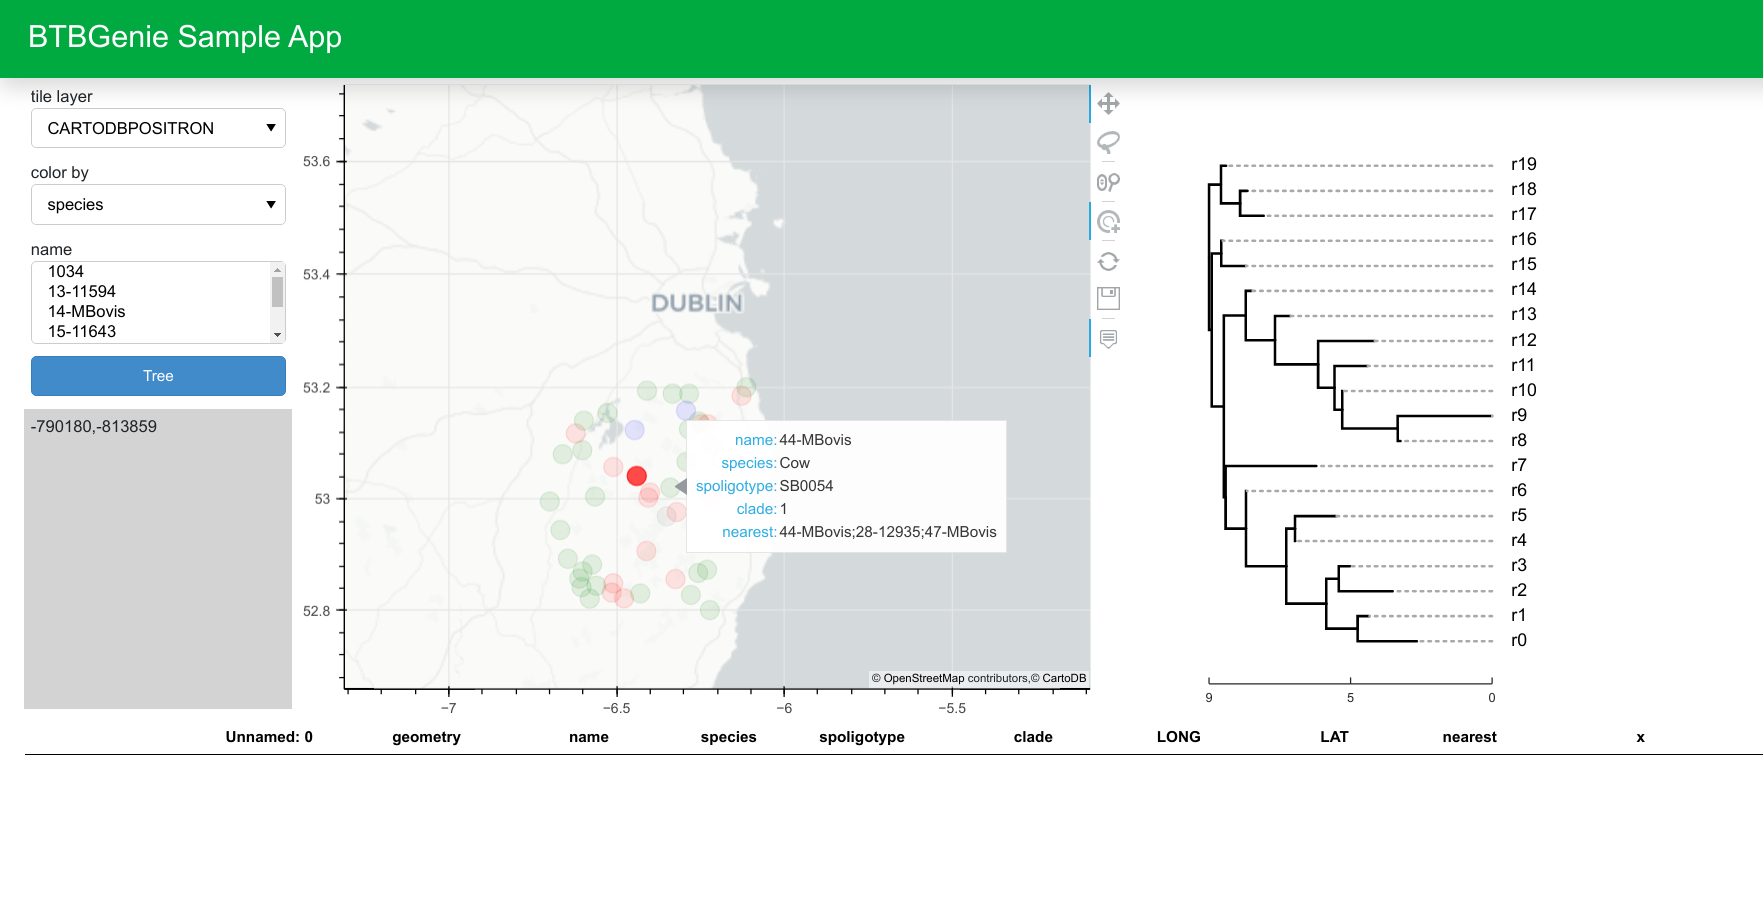 BTBGenie Sample App
tile layer
CARTODBPOSITRON
color by
species
name
1034
13-11594
14-MBovis
15-11643
Tree
-790180,-813859
53.6
53.4
53.2
53
52.8
−7
−6.5
−6
−5.5
DUBLIN
name: 44-MBovis
species: Cow
spoligotype: SB0054
clade: 1
nearest: 44-MBovis;28-12935;47-MBovis
© OpenStreetMap contributors,© CartoDB
r19
r18
r17
r16
r15
r14
r13
r12
r11
r10
r9
r8
r7
r6
r5
r4
r3
r2
r1
r0
9 5 0
Unnamed: 0 geometry name species spoligotype clade LONG LAT nearest x